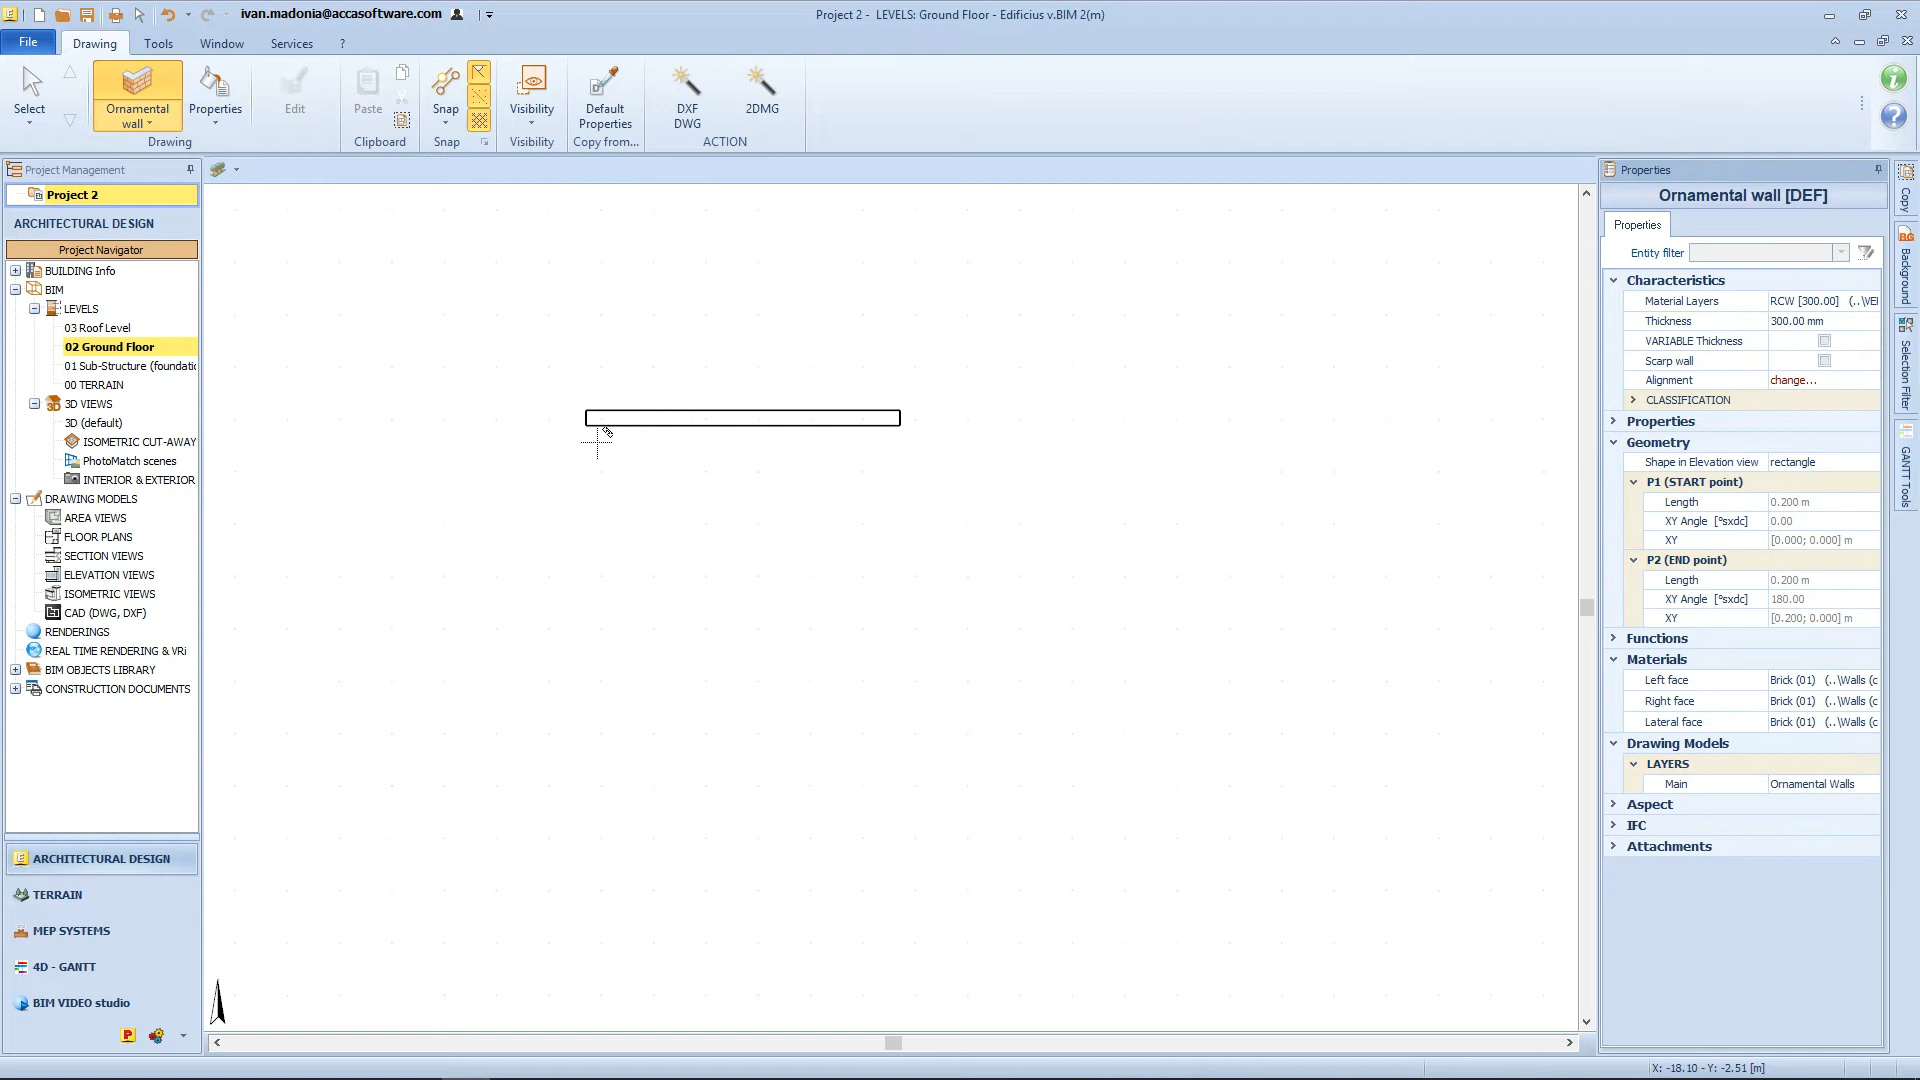 ivan.madonia@accasoftware.com
Project 2 - LEVELS: Ground Floor - Edificius v.BIM 2(m)
File
Drawing
Tools
Window
Services
?
Select
Ornamental
wall
Properties
Edit
Paste
Snap
Visibility
Default
Properties
DXF
DWG
2DMG
Drawing
Clipboard
Snap
Visibility
Copy from...
ACTION
Project Management
Project 2
ARCHITECTURAL DESIGN
Project Navigator
BUILDING Info
BIM
LEVELS
03 Roof Level
02 Ground Floor
01 Sub-Structure (foundatio
00 TERRAIN
3D VIEWS
3D (default)
ISOMETRIC CUT-AWAY
PhotoMatch scenes
INTERIOR & EXTERIOR
DRAWING MODELS
AREA VIEWS
FLOOR PLANS
SECTION VIEWS
ELEVATION VIEWS
ISOMETRIC VIEWS
CAD (DWG, DXF)
RENDERINGS
REAL TIME RENDERING & VRi
BIM OBJECTS LIBRARY
CONSTRUCTION DOCUMENTS
ARCHITECTURAL DESIGN
TERRAIN
MEP SYSTEMS
4D - GANTT
BIM VIDEO studio
Properties
Ornamental wall [DEF]
Properties
Entity filter
Characteristics
Material Layers RCW [300.00] (..\VEI
Thickness 300.00 mm
VARIABLE Thickness
Scarp wall
Alignment change...
CLASSIFICATION
Properties
Geometry
Shape in Elevation view rectangle
P1 (START point)
Length 0.200 m
XY Angle [°sxdc] 0.00
XY [0.000; 0.000] m
P2 (END point)
Length 0.200 m
XY Angle [°sxdc] 180.00
XY [0.200; 0.000] m
Functions
Materials
Left face Brick (01) (..\Walls (c
Right face Brick (01) (..\Walls (c
Lateral face Brick (01) (..\Walls (c
Drawing Models
LAYERS
Main Ornamental Walls
Aspect
IFC
Attachments
Copy
Background
Selection Filter
GANTT Tools
X: -18.10 - Y: -2.51 [m]